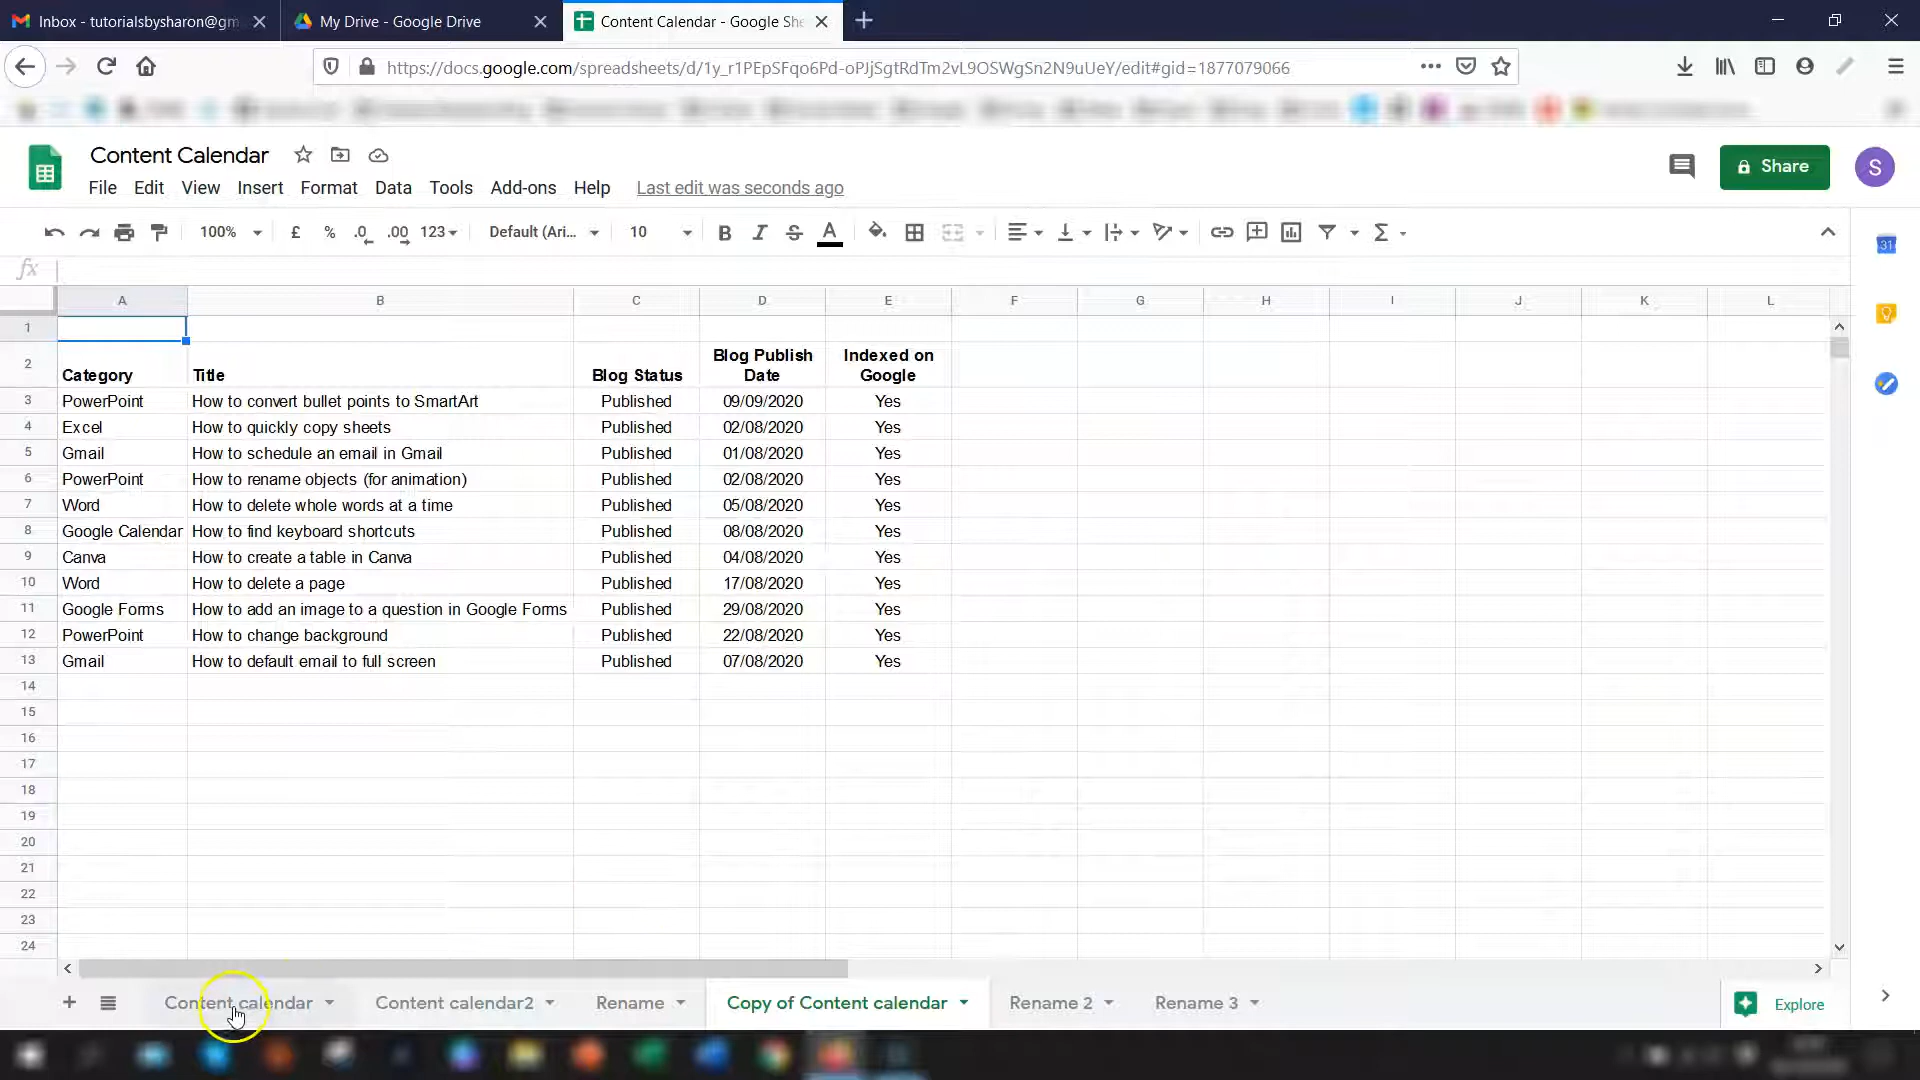 Inbox - tutorialsbysharon@gm
My Drive - Google Drive
Content Calendar - Google She
https://docs.google.com/spreadsheets/d/1y_r1PEpSFqo6Pd-oPJjSgtRdTm2vL9OSWgSn2N9uUeY/edit#gid=1877079066
Content Calendar
File Edit View Insert Format Data Tools Add-ons Help Last edit was seconds ago
Share
S
100% £ % .0 .00 123 Default (Ari... 10 B I S A Σ
31
fx
A B C D E F G H I J K L
1
2 Category Title Blog Status Blog Publish Date Indexed on Google
3 PowerPoint How to convert bullet points to SmartArt Published 09/09/2020 Yes
4 Excel How to quickly copy sheets Published 02/08/2020 Yes
5 Gmail How to schedule an email in Gmail Published 01/08/2020 Yes
6 PowerPoint How to rename objects (for animation) Published 02/08/2020 Yes
7 Word How to delete whole words at a time Published 05/08/2020 Yes
8 Google Calendar How to find keyboard shortcuts Published 08/08/2020 Yes
9 Canva How to create a table in Canva Published 04/08/2020 Yes
10 Word How to delete a page Published 17/08/2020 Yes
11 Google Forms How to add an image to a question in Google Forms Published 29/08/2020 Yes
12 PowerPoint How to change background Published 22/08/2020 Yes
13 Gmail How to default email to full screen Published 07/08/2020 Yes
14
15
16
17
18
19
20
21
22
23
24
Content calendar Content calendar2 Rename Copy of Content calendar Rename 2 Rename 3 Explore